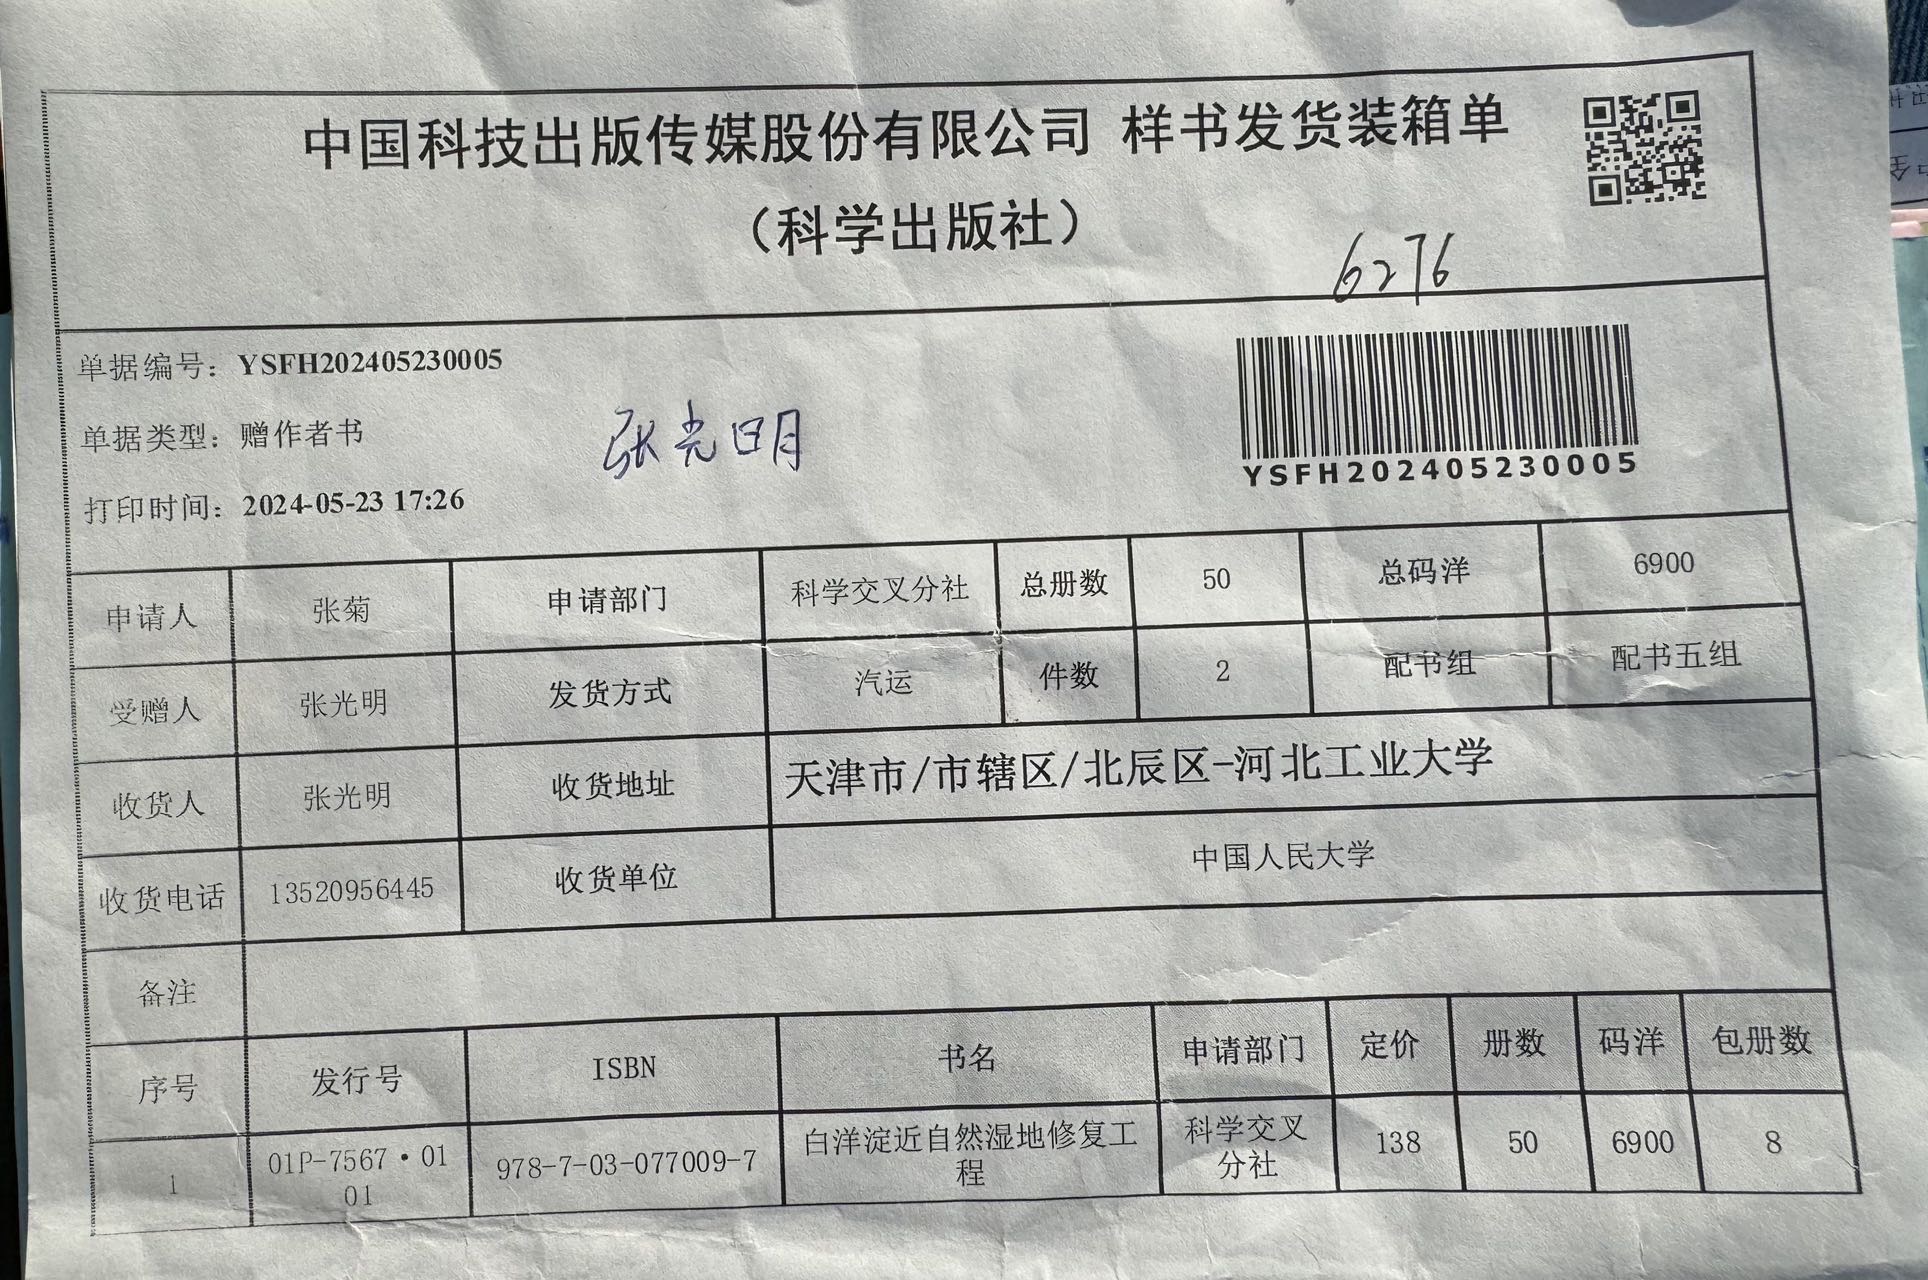 中国科技出版传媒股份有限公司 样书发货装箱单
（科学出版社）
6276
单据编号：YSFH202405230005
单据类型：赠作者书
张光明
打印时间：2024-05-23 17:26
YSFH202405230005
申请人 张菊 申请部门 科学交叉分社 总册数 50 总码洋 6900
受赠人 张光明 发货方式 汽运 件数 2 配书组 配书五组
收货人 张光明 收货地址 天津市/市辖区/北辰区-河北工业大学
收货电话 13520956445 收货单位 中国人民大学
备注
序号 发行号 ISBN 书名 申请部门 定价 册数 码洋 包册数
1 01P-7567·01 978-7-03-077009-7 白洋淀近自然湿地修复工 科学交叉 138 50 6900 8
01 程 分社